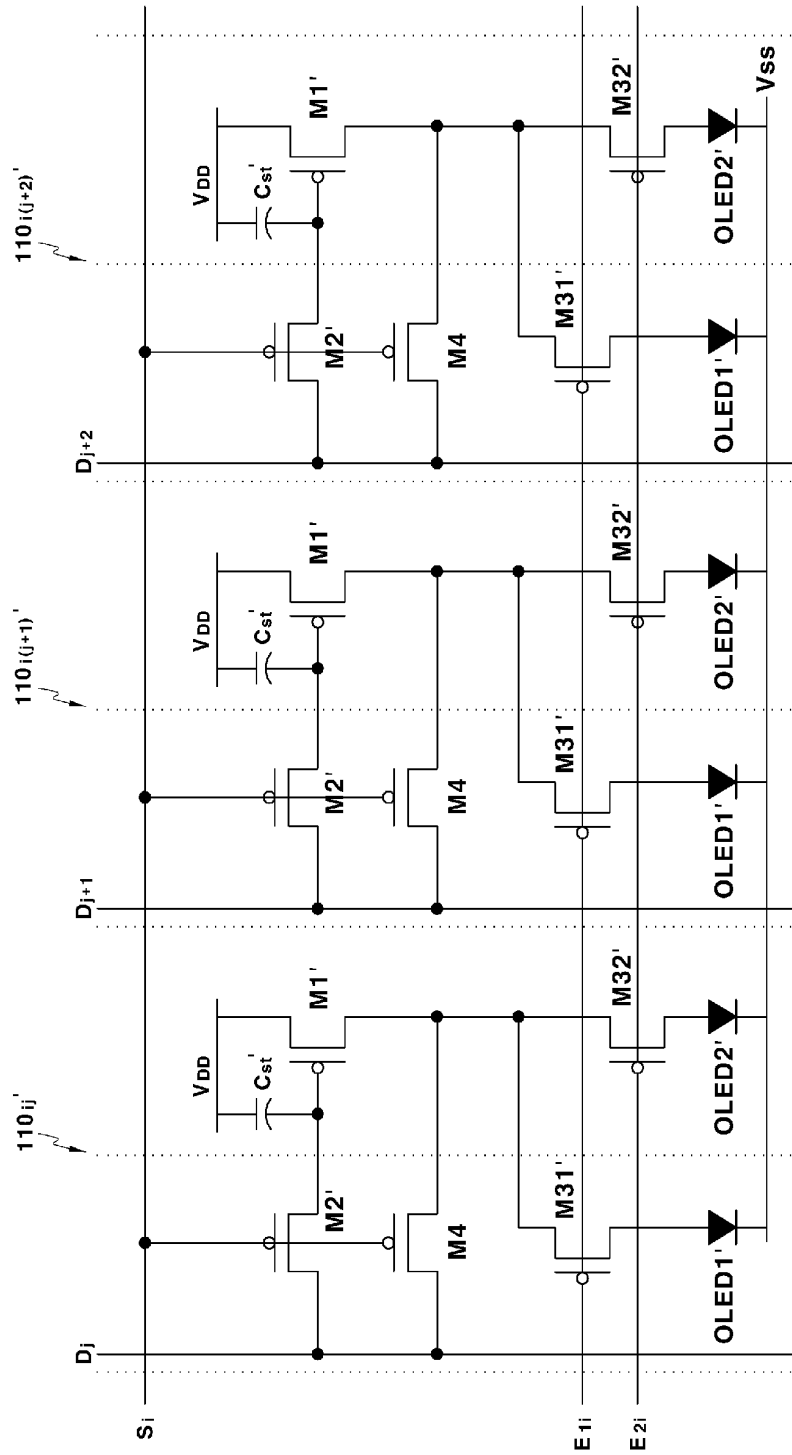 110ij'
110i(j+1)'
110i(j+2)'
Dj
Dj+1
Dj+2
Si
VDD
Cst'
M1'
M2'
M4
M31'
M32'
OLED1'
OLED2'
VDD
Cst'
M1'
M2'
M4
M31'
M32'
OLED1'
OLED2'
VDD
Cst'
M1'
M2'
M4
M31'
M32'
OLED1'
OLED2'
E1i
E2i
Vss